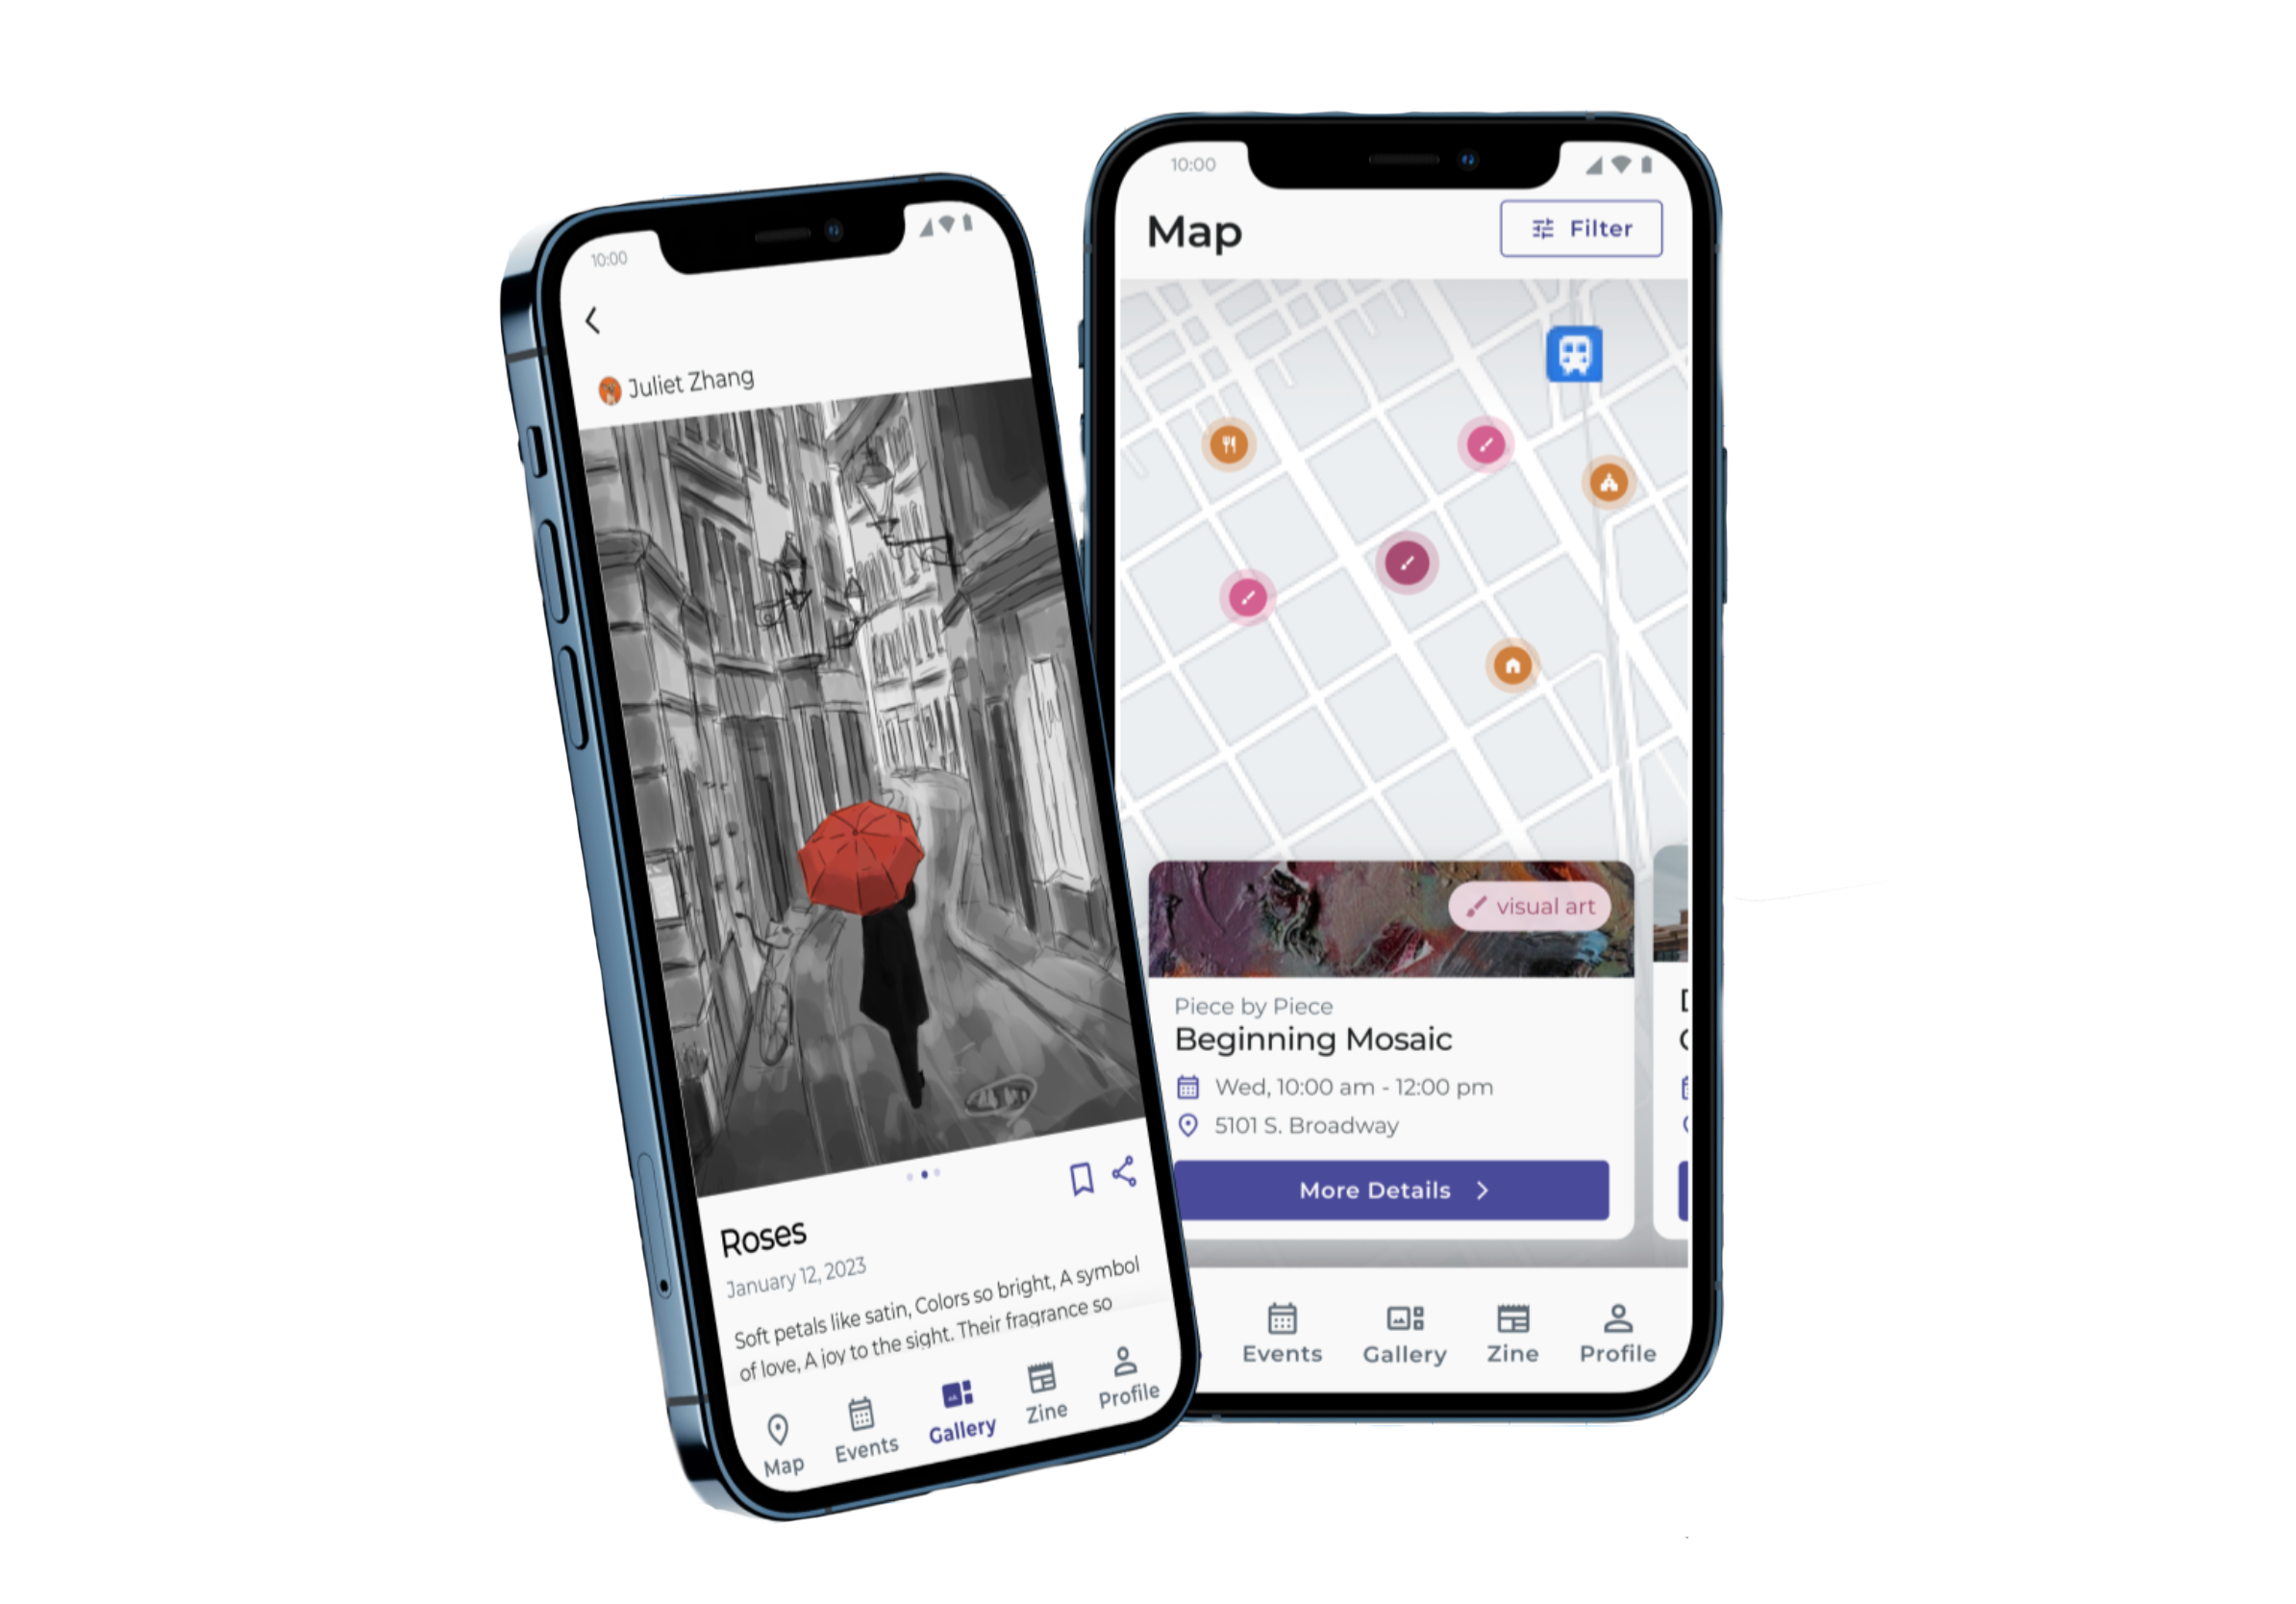 10:00
Juliet Zhang
Roses
January 12, 2023
Soft petals like satin, Colors so bright, A symbol
of love, A joy to the sight. Their fragrance so
Map
Events
Gallery
Zine
Profile
10:00
Map
Filter
visual art
Piece by Piece
Beginning Mosaic
Wed, 10:00 am - 12:00 pm
5101 S. Broadway
More Details
Events
Gallery
Zine
Profile